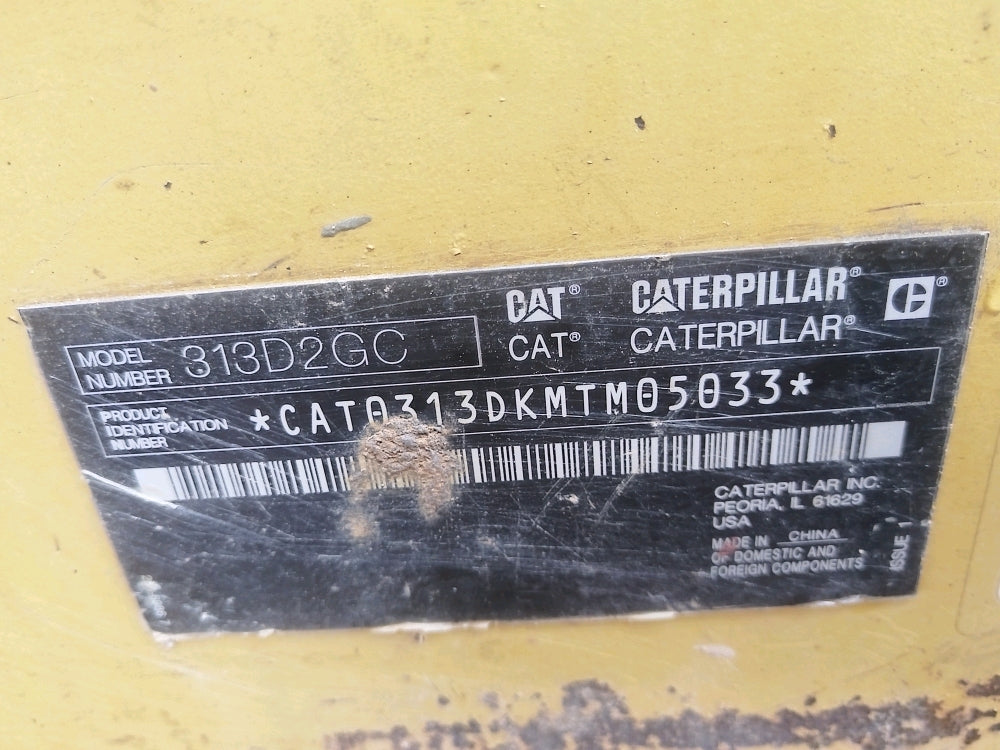 CAT® CATERPILLAR®
CAT® CATERPILLAR®
MODEL
NUMBER 313D2GC
PRODUCT
IDENTIFICATION
NUMBER
*CAT0313DKMTM05033*
CATERPILLAR INC.
PEORIA, IL 61629
USA
MADE IN CHINA
OF DOMESTIC AND
FOREIGN COMPONENTS
ISSUE 1